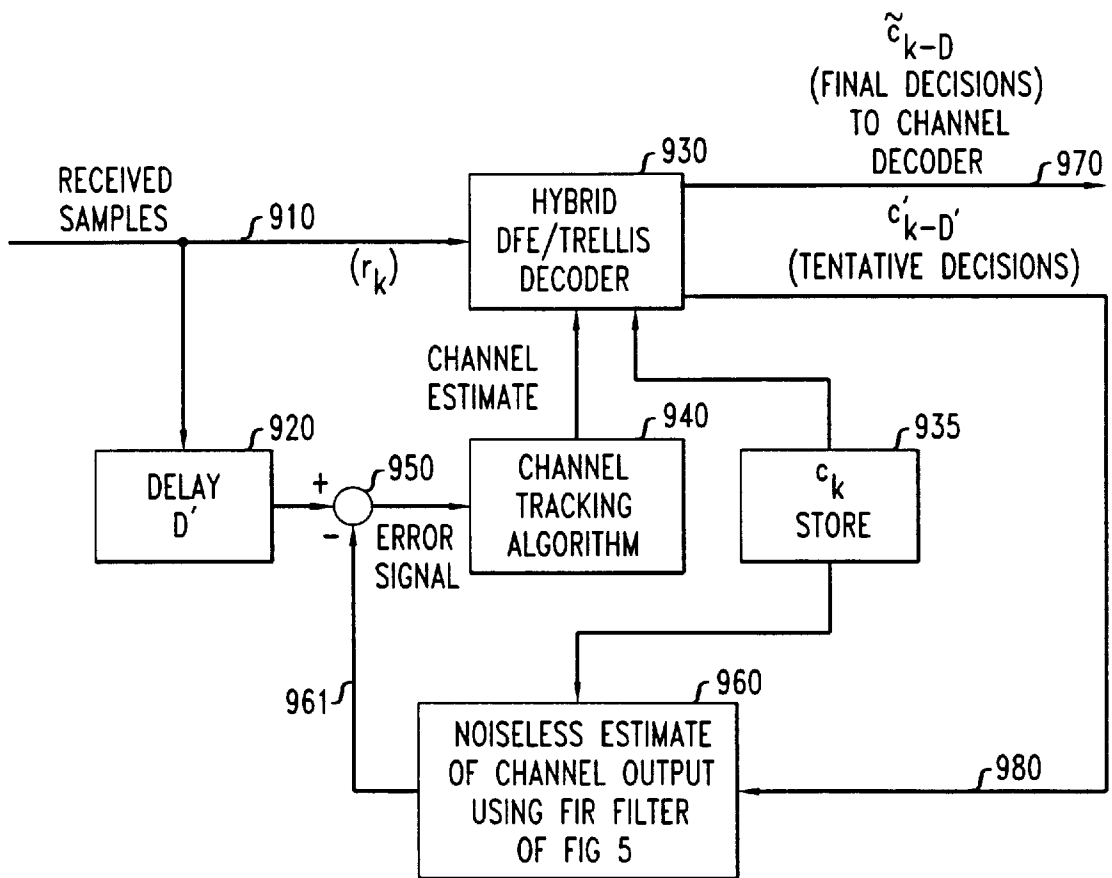 c̃k-D
(FINAL DECISIONS)
TO CHANNEL
DECODER
970
RECEIVED
SAMPLES
910
(rk)
930
HYBRID
DFE/TRELLIS
DECODER
c'k-D'
(TENTATIVE DECISIONS)
CHANNEL
ESTIMATE
920
DELAY
D'
+
-
950
ERROR
SIGNAL
940
CHANNEL
TRACKING
ALGORITHM
935
ck
STORE
961
960
NOISELESS ESTIMATE
OF CHANNEL OUTPUT
USING FIR FILTER
OF FIG 5
980